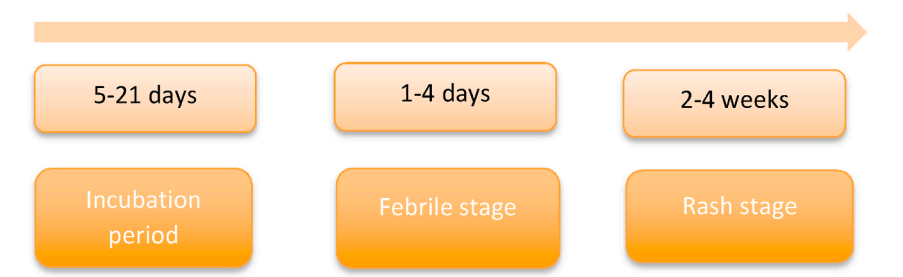 5-21 days
1-4 days
2-4 weeks
Incubation
period
Febrile stage
Rash stage